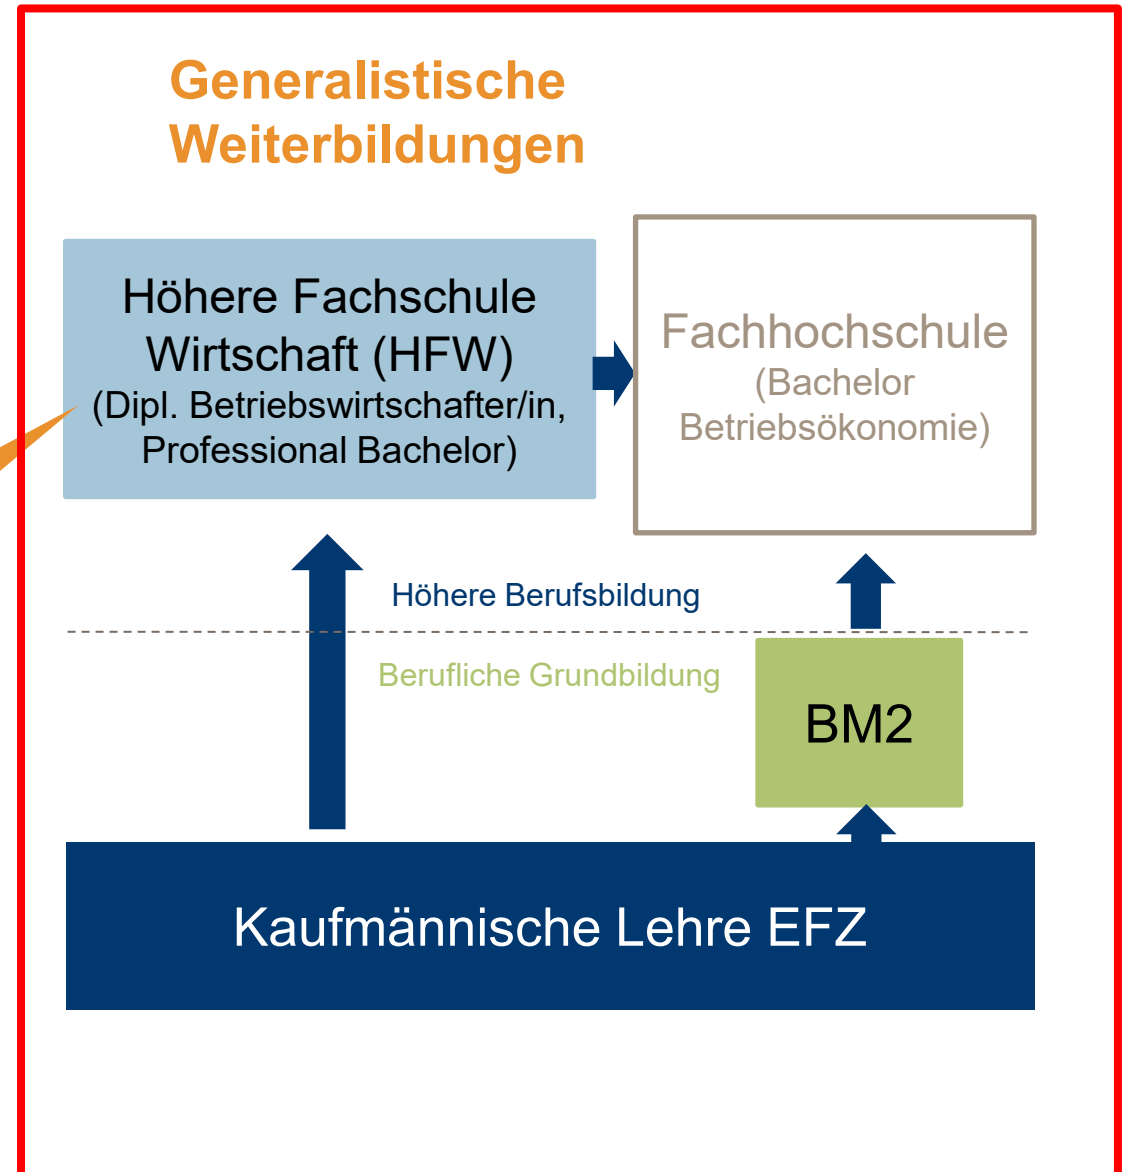 Generalistische
Weiterbildungen
Höhere Fachschule
Wirtschaft (HFW)
(Dipl. Betriebswirtschafter/in,
Professional Bachelor)
Fachhochschule
(Bachelor
Betriebsökonomie)
Höhere Berufsbildung
Berufliche Grundbildung
BM2
Kaufmännische Lehre EFZ